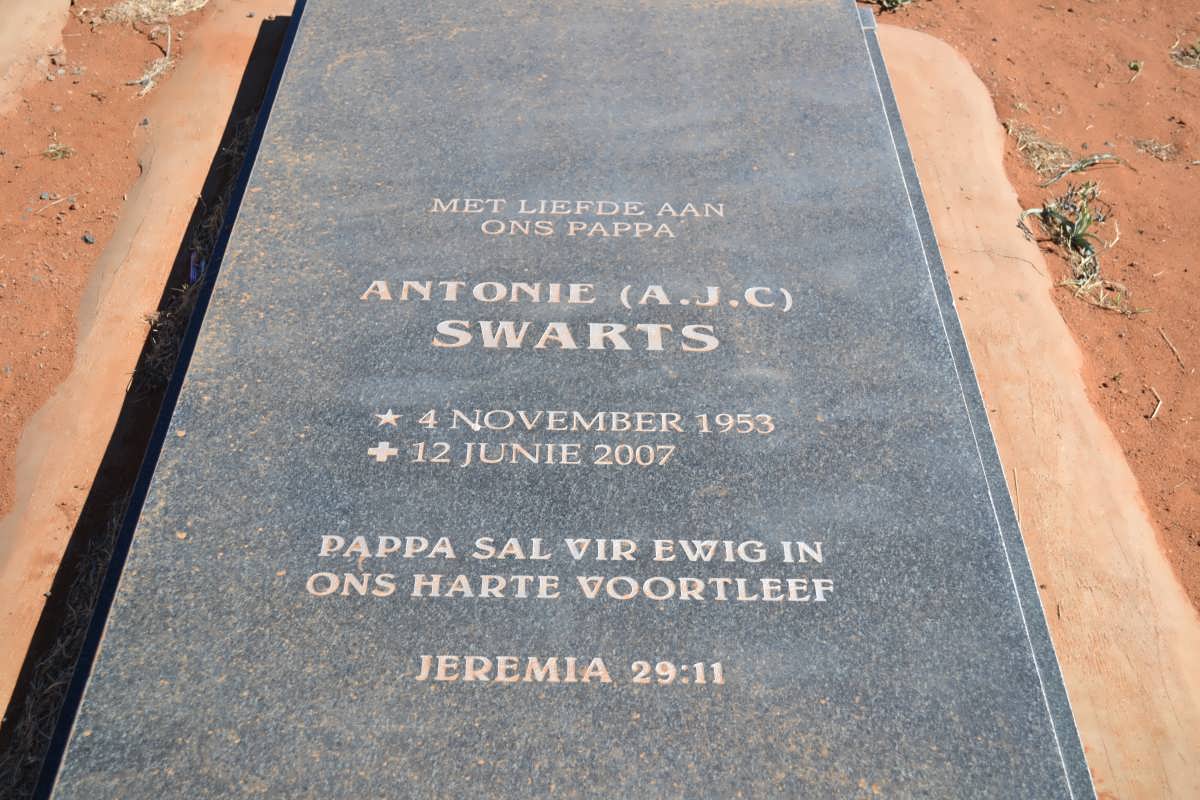 MET LIEFDE AAN
ONS PAPPA
ANTONIE (A.J.C)
SWARTS
★ 4 NOVEMBER 1953
✚ 12 JUNIE 2007
PAPPA SAL VIR EWIG IN
ONS HARTE VOORTLEEF
JEREMIA 29:11